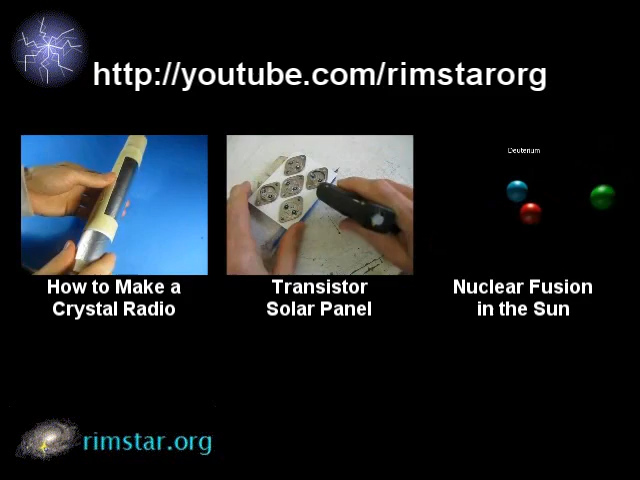 http://youtube.com/rimstarorg
Deuterium
How to Make a
Crystal Radio
Transistor
Solar Panel
Nuclear Fusion
in the Sun
rimstar.org